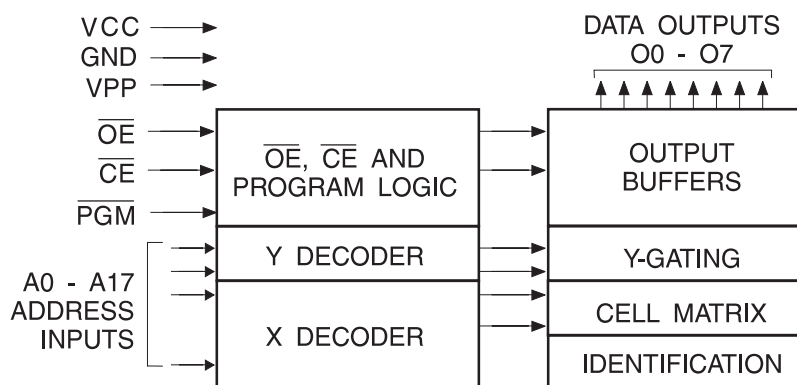 VCC
GND
VPP
OE
CE
PGM
A0 - A17
ADDRESS
INPUTS
OE, CE AND
PROGRAM LOGIC
Y DECODER
X DECODER
DATA OUTPUTS
O0 - O7
OUTPUT
BUFFERS
Y-GATING
CELL MATRIX
IDENTIFICATION